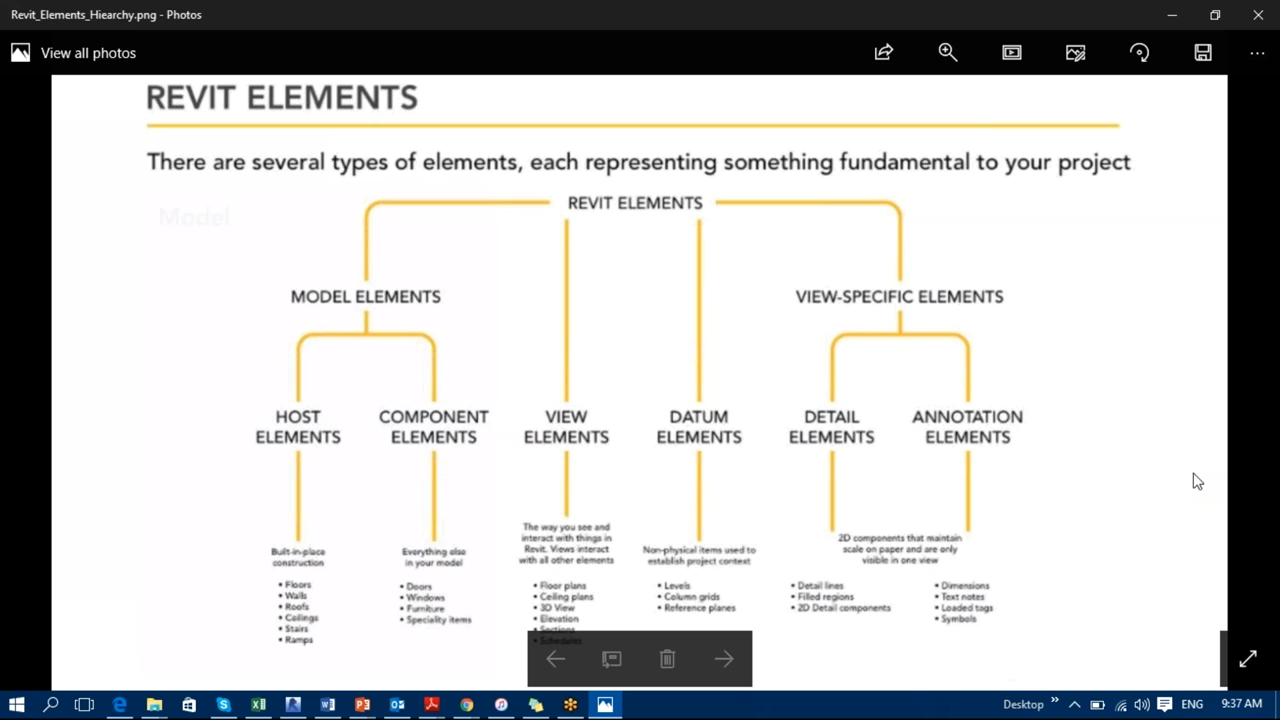 Revit_Elements_Hiearchy.png - Photos
View all photos
REVIT ELEMENTS
There are several types of elements, each representing something fundamental to your project
Model
REVIT ELEMENTS
MODEL ELEMENTS
VIEW-SPECIFIC ELEMENTS
HOST
ELEMENTS
COMPONENT
ELEMENTS
VIEW
ELEMENTS
DATUM
ELEMENTS
DETAIL
ELEMENTS
ANNOTATION
ELEMENTS
Built-in-place
construction
• Floors
• Walls
• Roofs
• Ceilings
• Stairs
• Ramps
Everything else
in your model
• Doors
• Windows
• Furniture
• Speciality items
The way you see and
interact with things in
Revit. Views interact
with all other elements
• Floor plans
• Ceiling plans
• 3D View
• Elevation
• Sections
• Schedules
Non-physical items used to
establish project context
• Levels
• Column grids
• Reference planes
2D components that maintain
scale on paper and are only
visible in one view
• Detail lines
• Filled regions
• 2D Detail components
• Dimensions
• Text notes
• Loaded tags
• Symbols
Desktop
ENG
9:37 AM